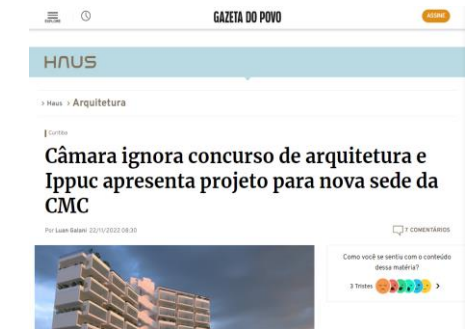 EXPLORE
GAZETA DO POVO
ASSINE
HAUS
› Haus › Arquitetura
Curitiba
Câmara ignora concurso de arquitetura e
Ippuc apresenta projeto para nova sede da
CMC
Por Luan Galani 22/11/2022 08:30
7 COMENTÁRIOS
Como você se sentiu com o conteúdo
dessa matéria?
3 Tristes